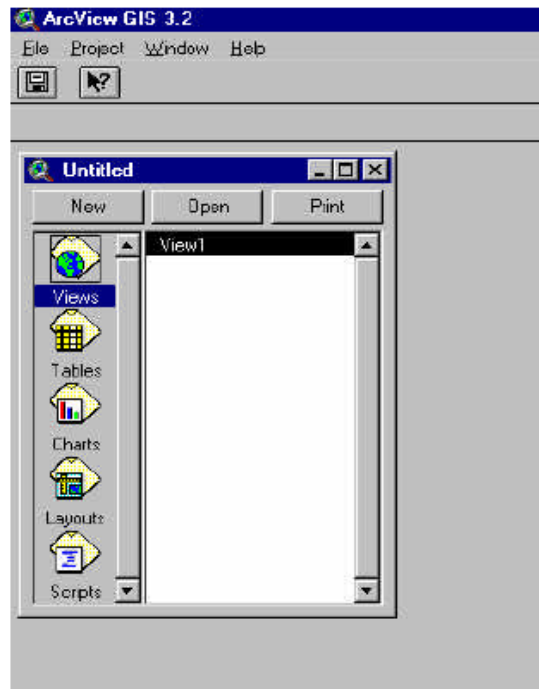 ArcView GIS 3.2
File Project Window Help
Untitled
New Open Print
View1
Views
Tables
Charts
Layouts
Scripts